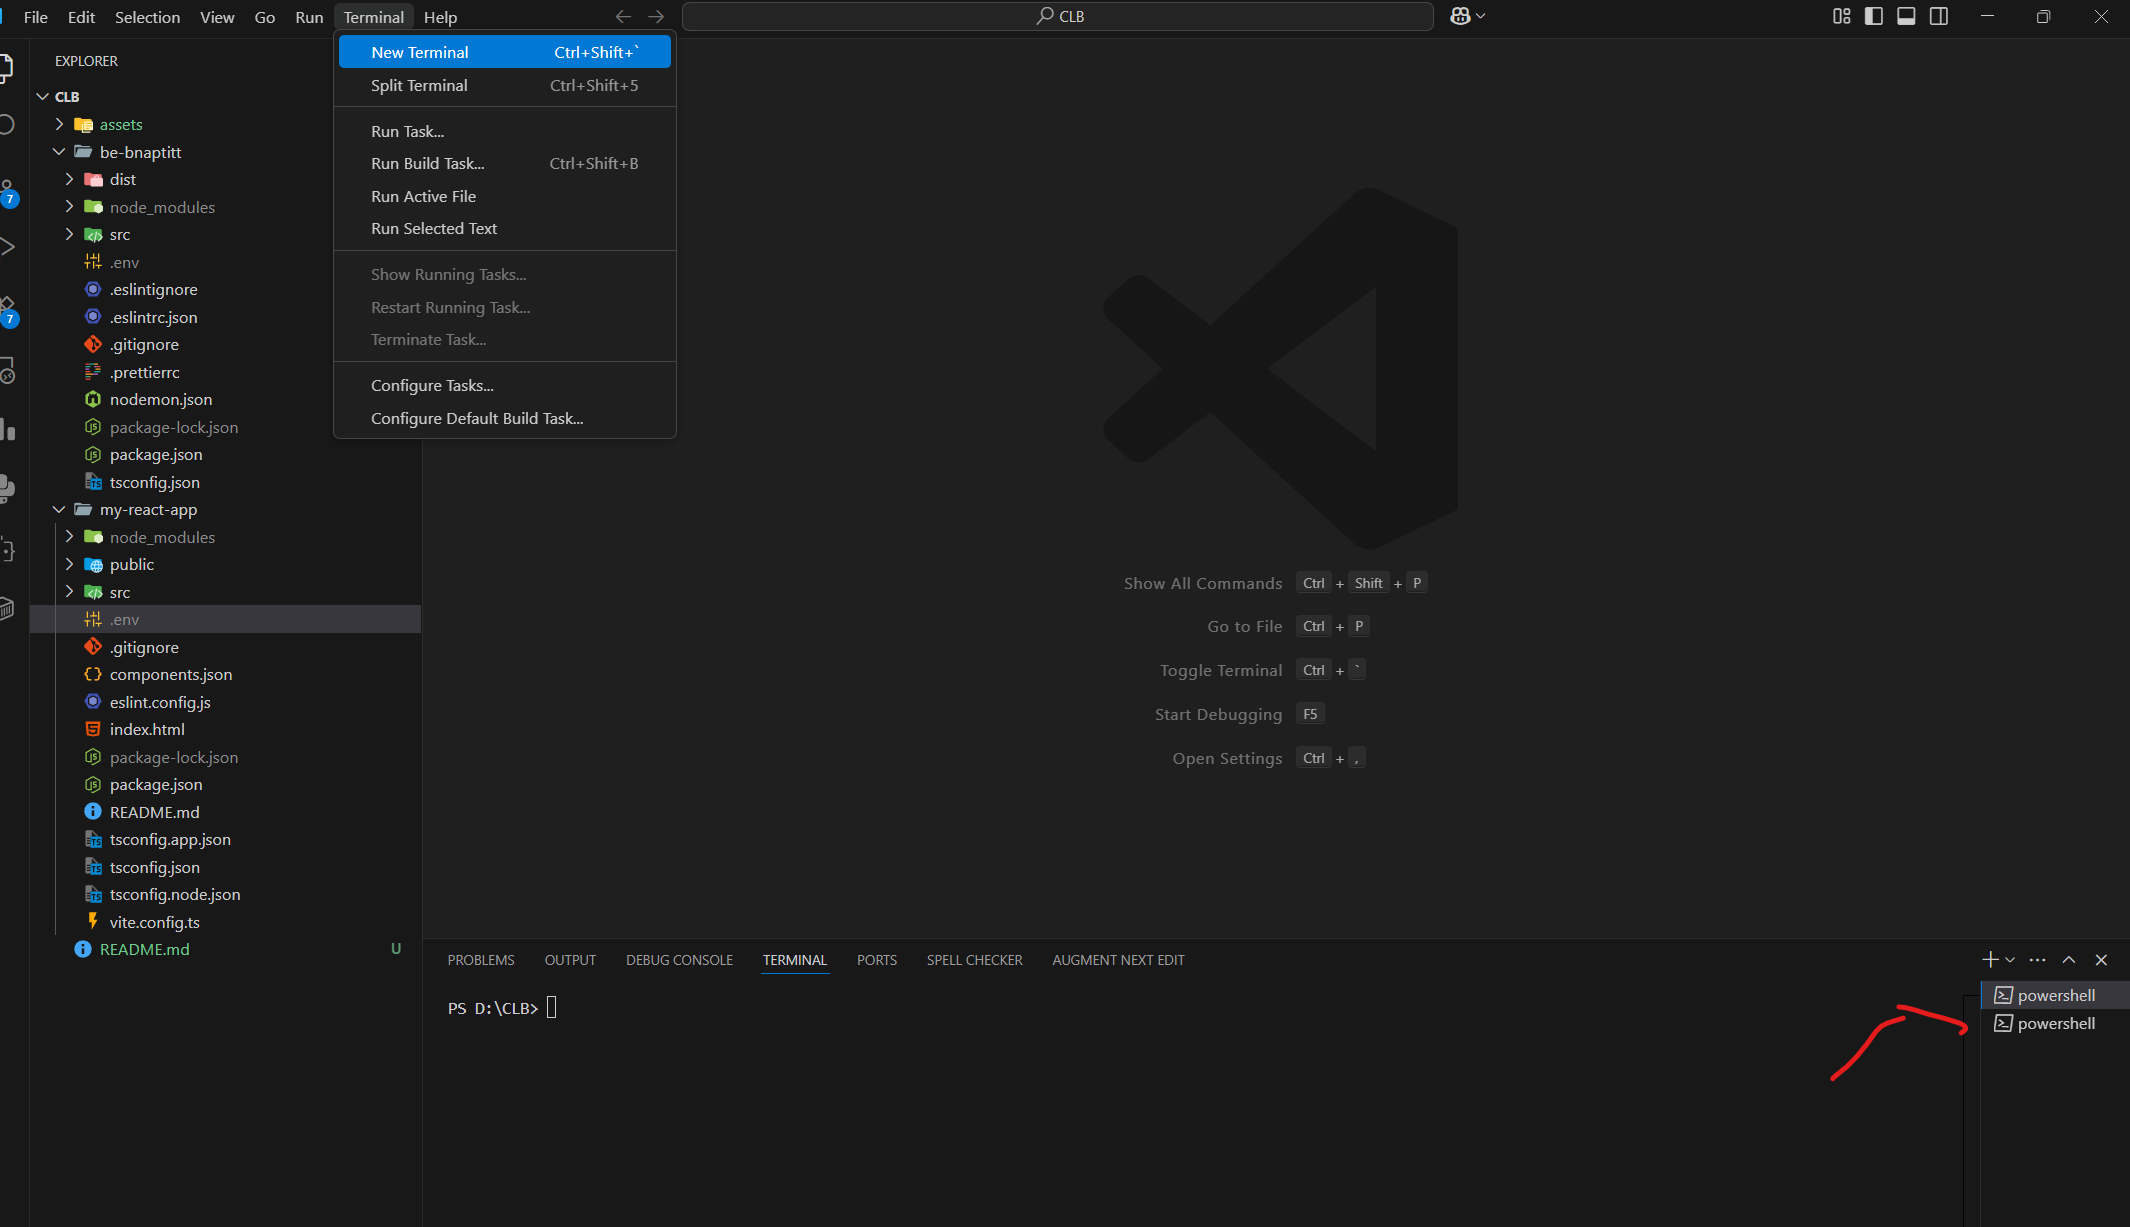 File Edit Selection View Go Run Terminal Help
CLB
EXPLORER
CLB
assets
be-bnaptitt
dist
node_modules
src
.env
.eslintignore
.eslintrc.json
.gitignore
.prettierrc
nodemon.json
package-lock.json
package.json
tsconfig.json
my-react-app
node_modules
public
src
.env
.gitignore
components.json
eslint.config.js
index.html
package-lock.json
package.json
README.md
tsconfig.app.json
tsconfig.json
tsconfig.node.json
vite.config.ts
README.md U
7
7
New Terminal Ctrl+Shift+`
Split Terminal Ctrl+Shift+5
Run Task...
Run Build Task... Ctrl+Shift+B
Run Active File
Run Selected Text
Show Running Tasks...
Restart Running Task...
Terminate Task...
Configure Tasks...
Configure Default Build Task...
Show All Commands Ctrl + Shift + P
Go to File Ctrl + P
Toggle Terminal Ctrl + `
Start Debugging F5
Open Settings Ctrl + ,
PROBLEMS OUTPUT DEBUG CONSOLE TERMINAL PORTS SPELL CHECKER AUGMENT NEXT EDIT
PS D:\CLB>
powershell
powershell